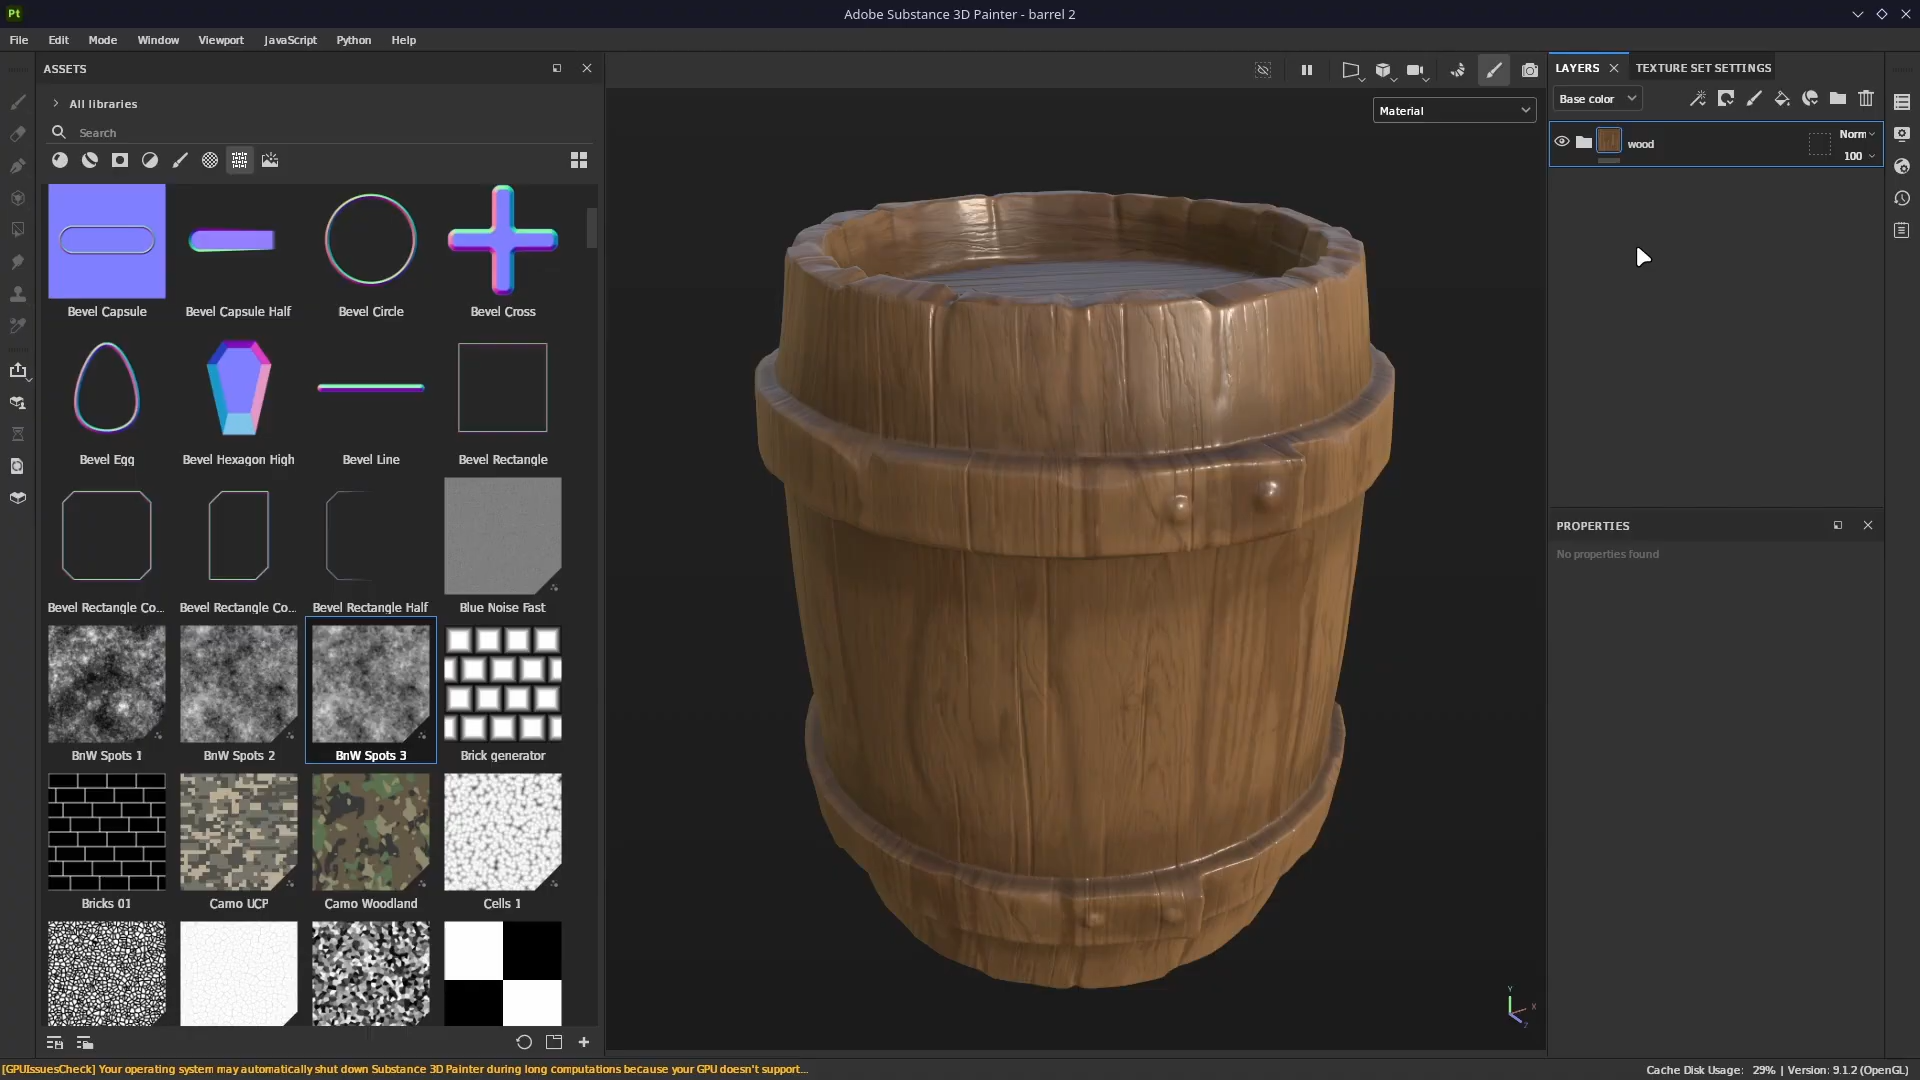 Pt
Adobe Substance 3D Painter - barrel 2
File Edit Mode Window Viewport JavaScript Python Help
ASSETS
All libraries
Search
Bevel Capsule Bevel Capsule Half Bevel Circle Bevel Cross
Bevel Egg Bevel Hexagon High Bevel Line Bevel Rectangle
Bevel Rectangle Co... Bevel Rectangle Co... Bevel Rectangle Half Blue Noise Fast
BnW Spots 1 BnW Spots 2 BnW Spots 3 Brick generator
Bricks 01 Camo UCP Camo Woodland Cells 1
Material
Y
X
Z
LAYERS TEXTURE SET SETTINGS
Base color
wood
Norm
100
PROPERTIES
No properties found
[GPUIssuesCheck] Your operating system may automatically shut down Substance 3D Painter during long computations because your GPU doesn't support...
Cache Disk Usage: 29% | Version: 9.1.2 (OpenGL)